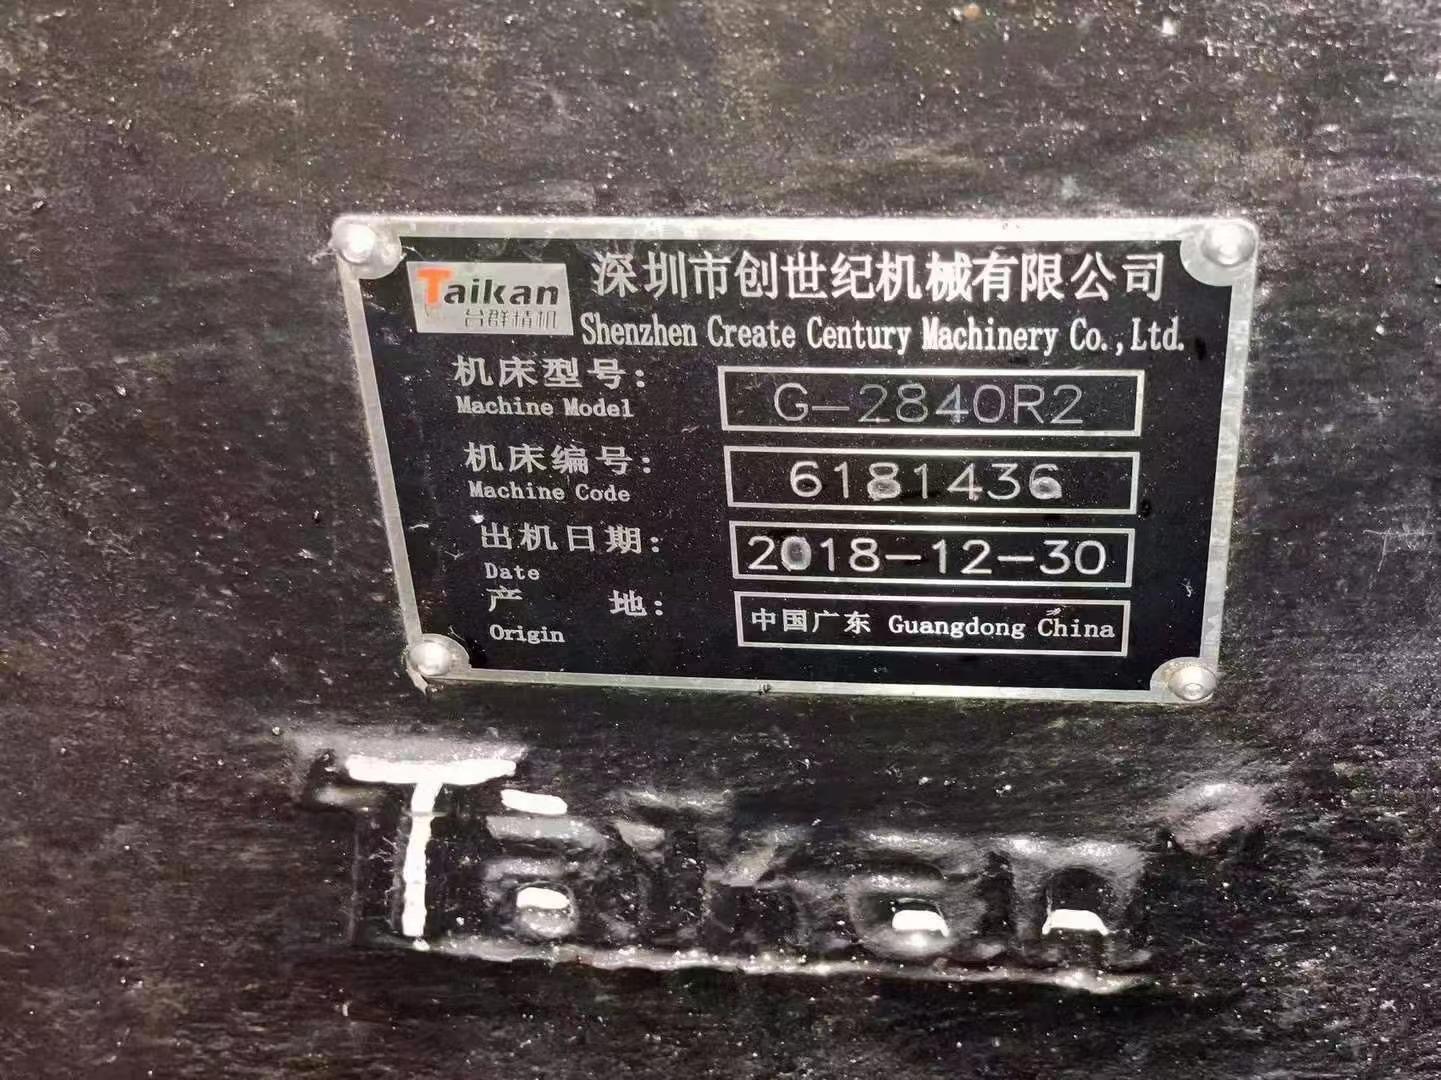 Taikan
台群精机
深圳市创世纪机械有限公司
Shenzhen Create Century Machinery Co.,Ltd.
机床型号: G-2840R2
Machine Model
机床编号: 6181436
Machine Code
出机日期: 2018-12-30
Date
产 地: 中国广东 Guangdong China
Origin
Taikan